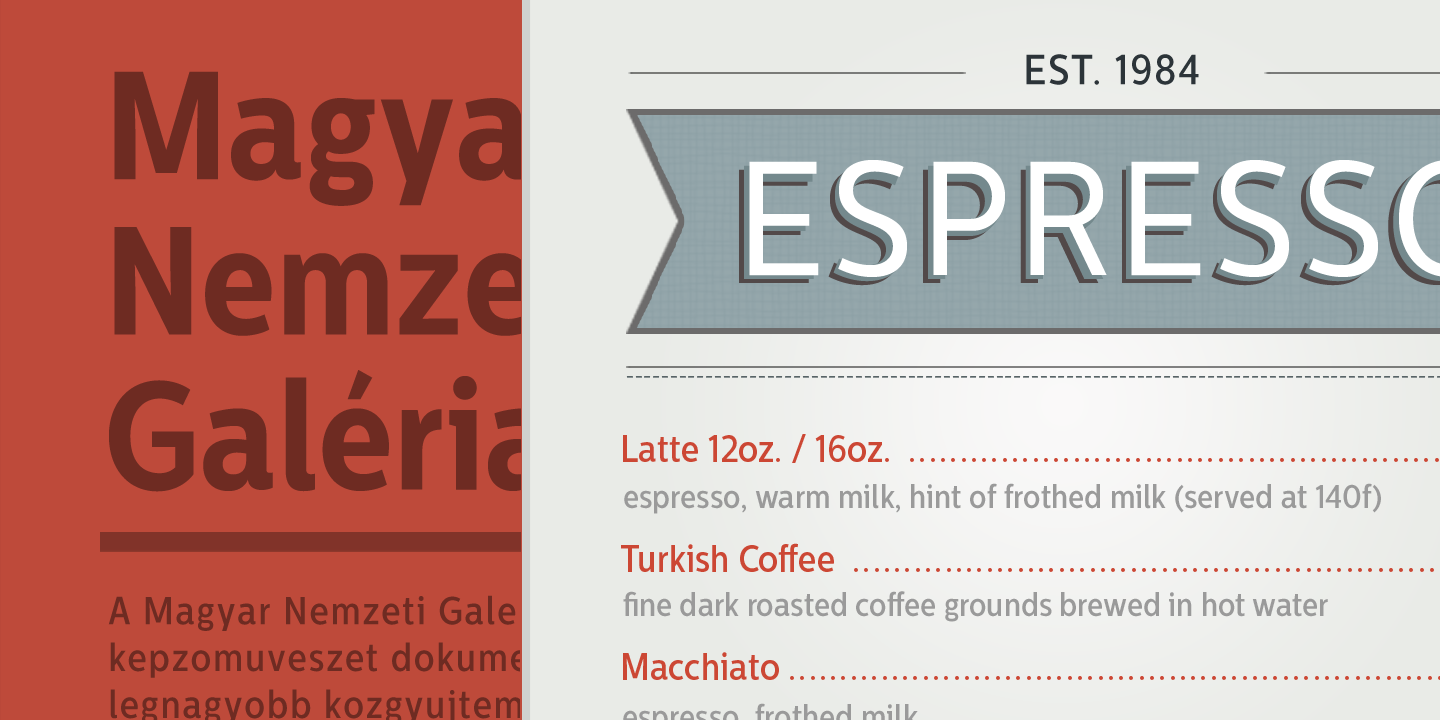 Magya
Nemze
Galéria
A Magyar Nemzeti Gale
kepzomuveszet dokume
legnagyobb kozgyujtem
EST. 1984
ESPRESSO
Latte 12oz. / 16oz. ..........................................
espresso, warm milk, hint of frothed milk (served at 140f)
Turkish Coffee ..............................................
fine dark roasted coffee grounds brewed in hot water
Macchiato ...................................................
espresso, frothed milk